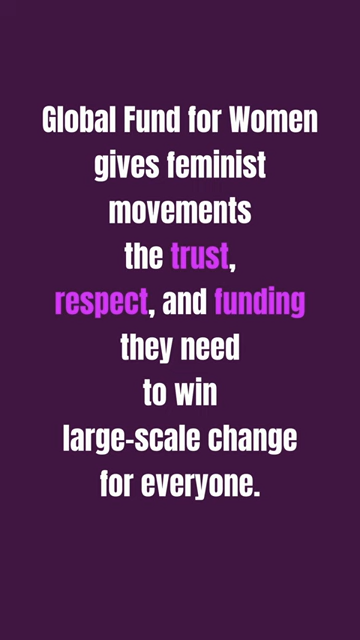 Global Fund for Women
gives feminist
movements
the trust,
respect, and funding
they need
to win
large-scale change
for everyone.